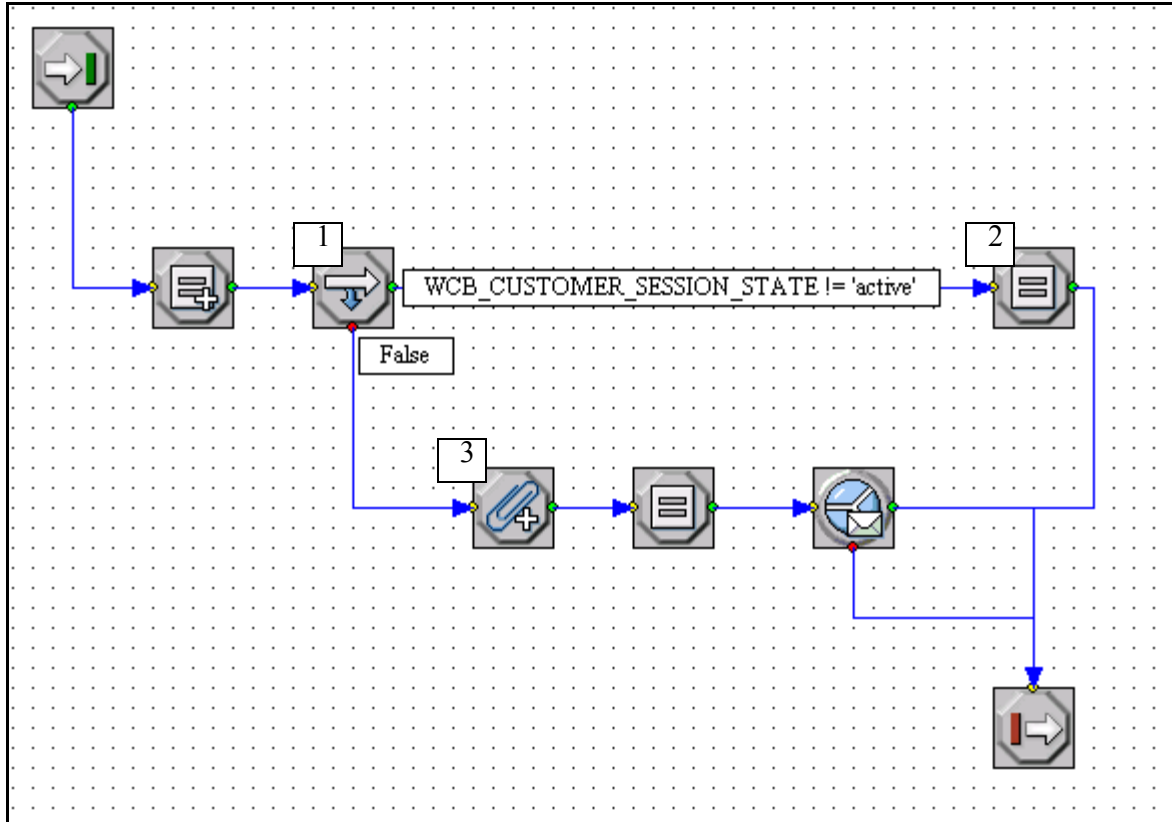 1
WCB_CUSTOMER_SESSION_STATE != 'active'
2
False
3